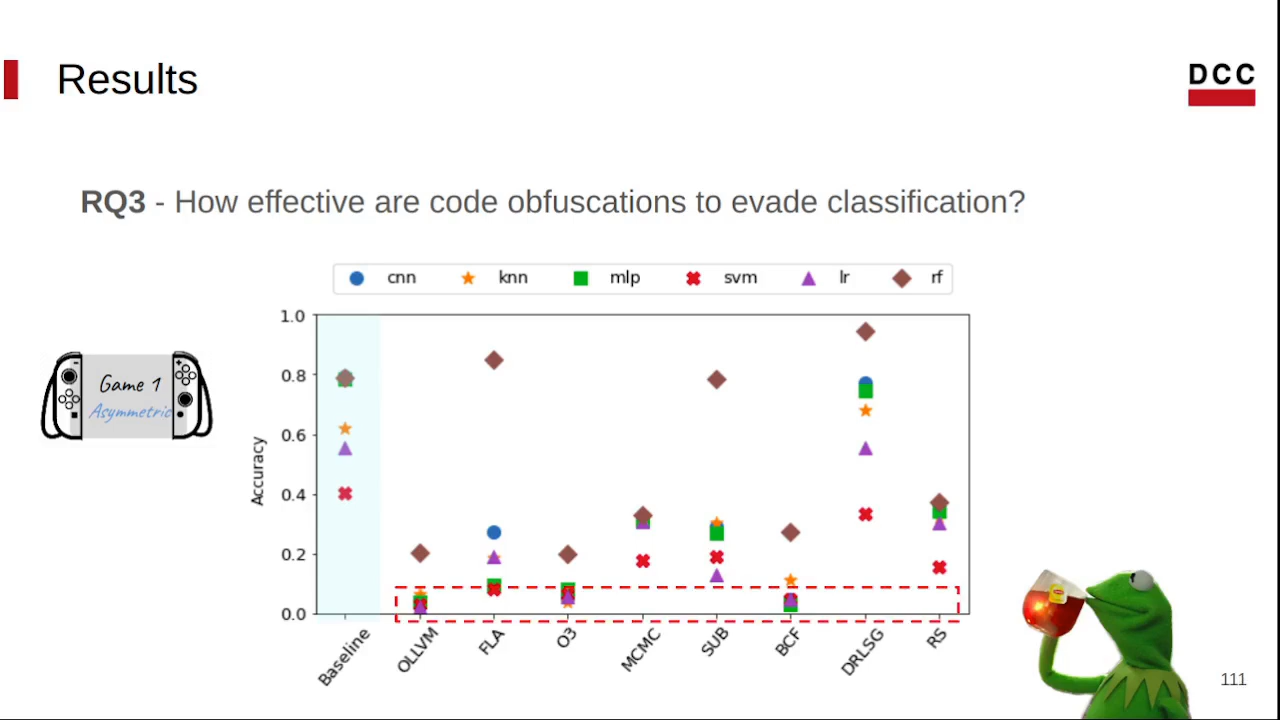 Results
DCC
RQ3 - How effective are code obfuscations to evade classification?
cnn knn mlp svm lr rf
Game 1
Asymmetric
Accuracy
1.0
0.8
0.6
0.4
0.2
0.0
Baseline OLLVM FLA O3 MCMC SUB BCF DRLSG RS
111